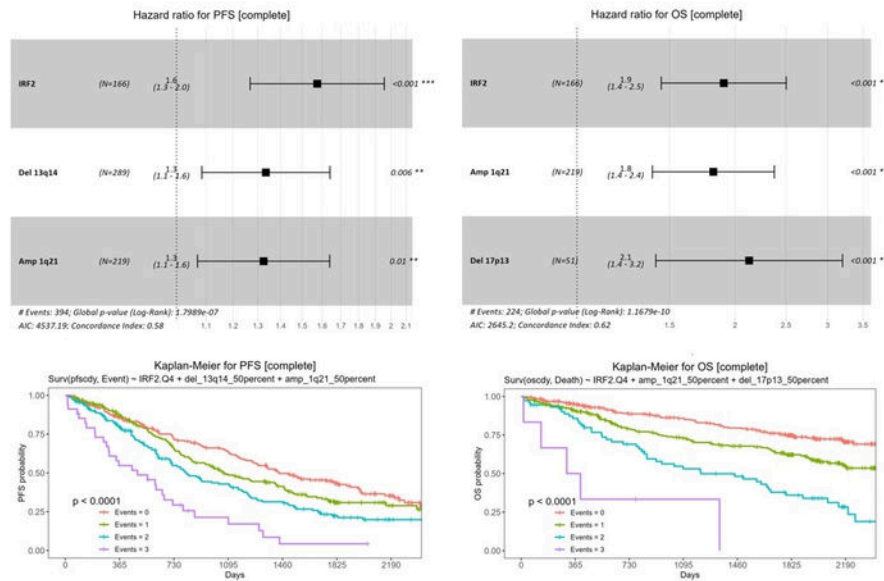 Hazard ratio for PFS [complete]
IRF2 (N=166) 1.6 (1.3 - 2.0) <0.001 ***
Del 13q14 (N=289) 1.3 (1.1 - 1.6) 0.006 **
Amp 1q21 (N=219) 1.3 (1.1 - 1.6) 0.01 **
# Events: 394; Global p-value (Log-Rank): 1.7989e-07
AIC: 4537.19; Concordance Index: 0.58
1.1 1.2 1.3 1.4 1.5 1.6 1.7 1.8 1.9 2 2.1
Hazard ratio for OS [complete]
IRF2 (N=166) 1.9 (1.4 - 2.5) <0.001 *
Amp 1q21 (N=219) 1.8 (1.4 - 2.4) <0.001 *
Del 17p13 (N=51) 2.1 (1.4 - 3.2) <0.001 *
# Events: 224; Global p-value (Log-Rank): 1.1679e-10
AIC: 2645.2; Concordance Index: 0.62
1.5 2 2.5 3 3.5
Kaplan-Meier for PFS [complete]
Surv(pfscdy, Event) ~ IRF2.Q4 + del_13q14_50percent + amp_1q21_50percent
PFS probability
1.00
0.75
0.50
0.25
0.00
p < 0.0001
Events = 0
Events = 1
Events = 2
Events = 3
0 365 730 1095 1460 1825 2190
Days
Kaplan-Meier for OS [complete]
Surv(oscdy, Death) ~ IRF2.Q4 + amp_1q21_50percent + del_17p13_50percent
OS probability
1.00
0.75
0.50
0.25
0.00
p < 0.0001
Events = 0
Events = 1
Events = 2
Events = 3
0 365 730 1095 1460 1825 2190
Days